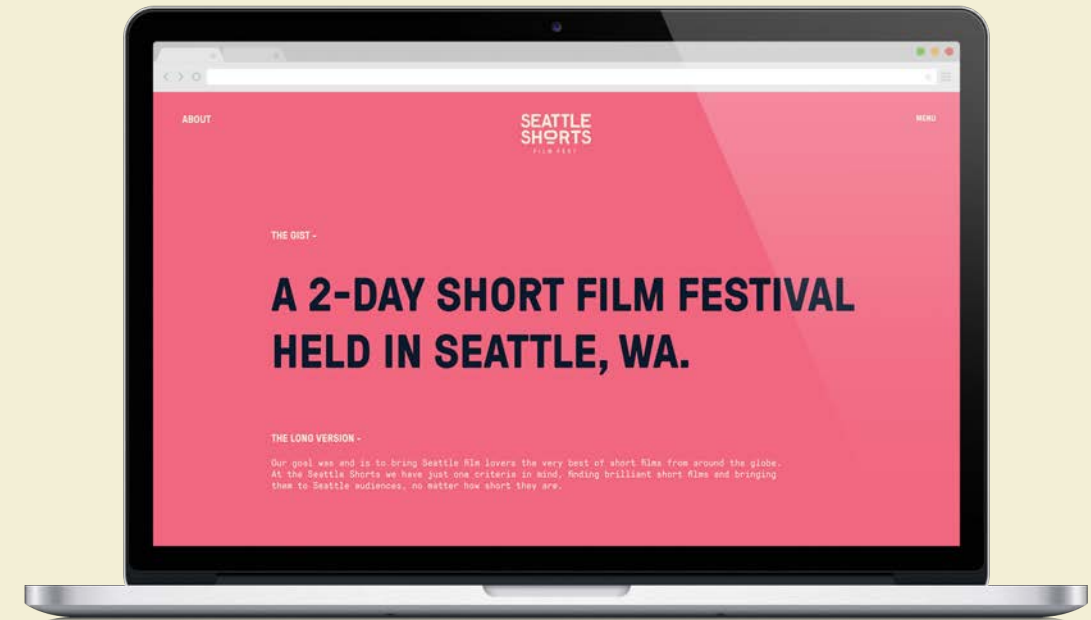 ABOUT
SEATTLE
SHORTS
FILM FEST
MENU
THE GIST -
A 2-DAY SHORT FILM FESTIVAL
HELD IN SEATTLE, WA.
THE LONG VERSION -
Our goal was and is to bring Seattle film lovers the very best of short films from around the globe.
At the Seattle Shorts we have just one criteria in mind, finding brilliant short films and bringing
them to Seattle audiences, no matter how short they are.